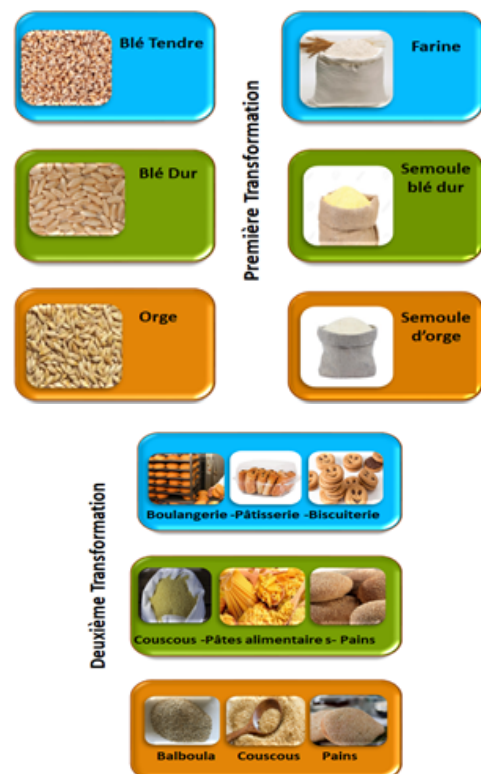 Blé Tendre
Farine
Première Transformation
Blé Dur
Semoule
blé dur
Orge
Semoule
d'orge
Deuxième Transformation
Boulangerie -Pâtisserie -Biscuiterie
Couscous -Pâtes alimentaire s- Pains
Balboula Couscous Pains